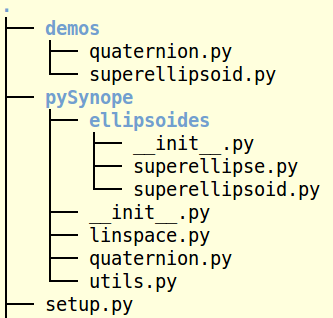 .
demos
quaternion.py
superellipsoid.py
pySynope
ellipsoides
__init__.py
superellipse.py
superellipsoid.py
__init__.py
linspace.py
quaternion.py
utils.py
setup.py